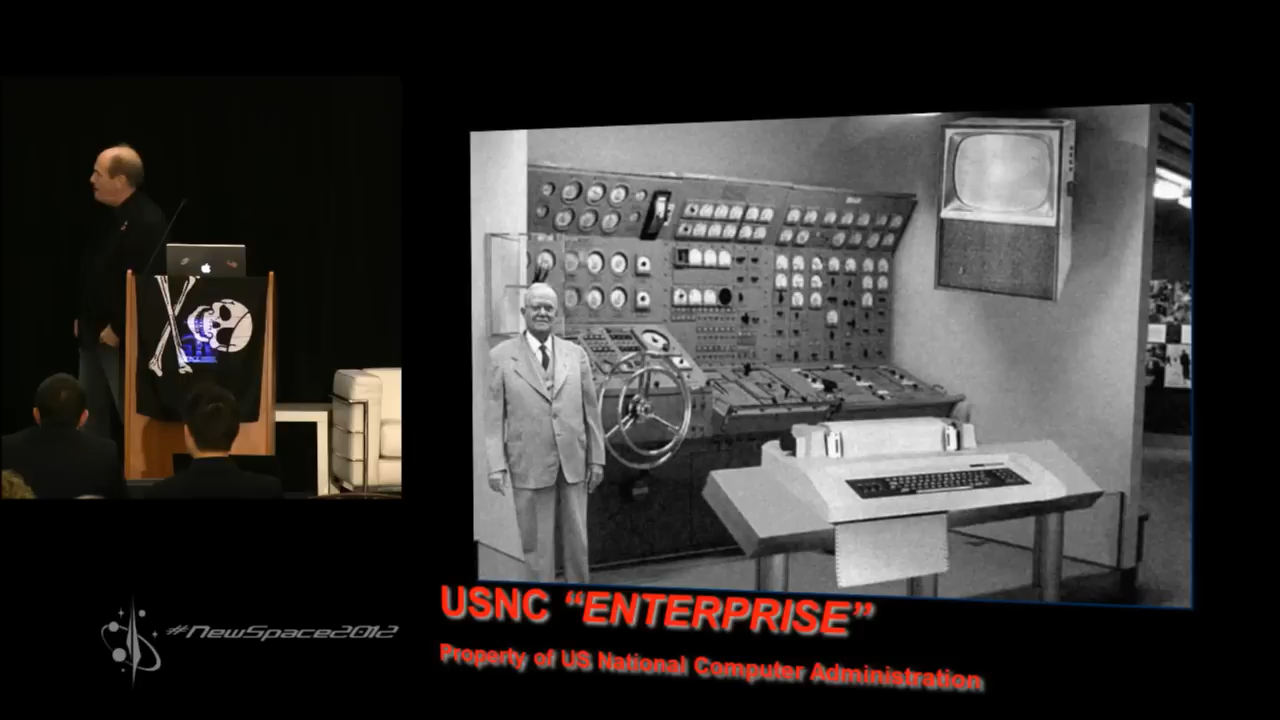 USNC “ENTERPRISE”
Property of US National Computer Administration
#NewSpace2012